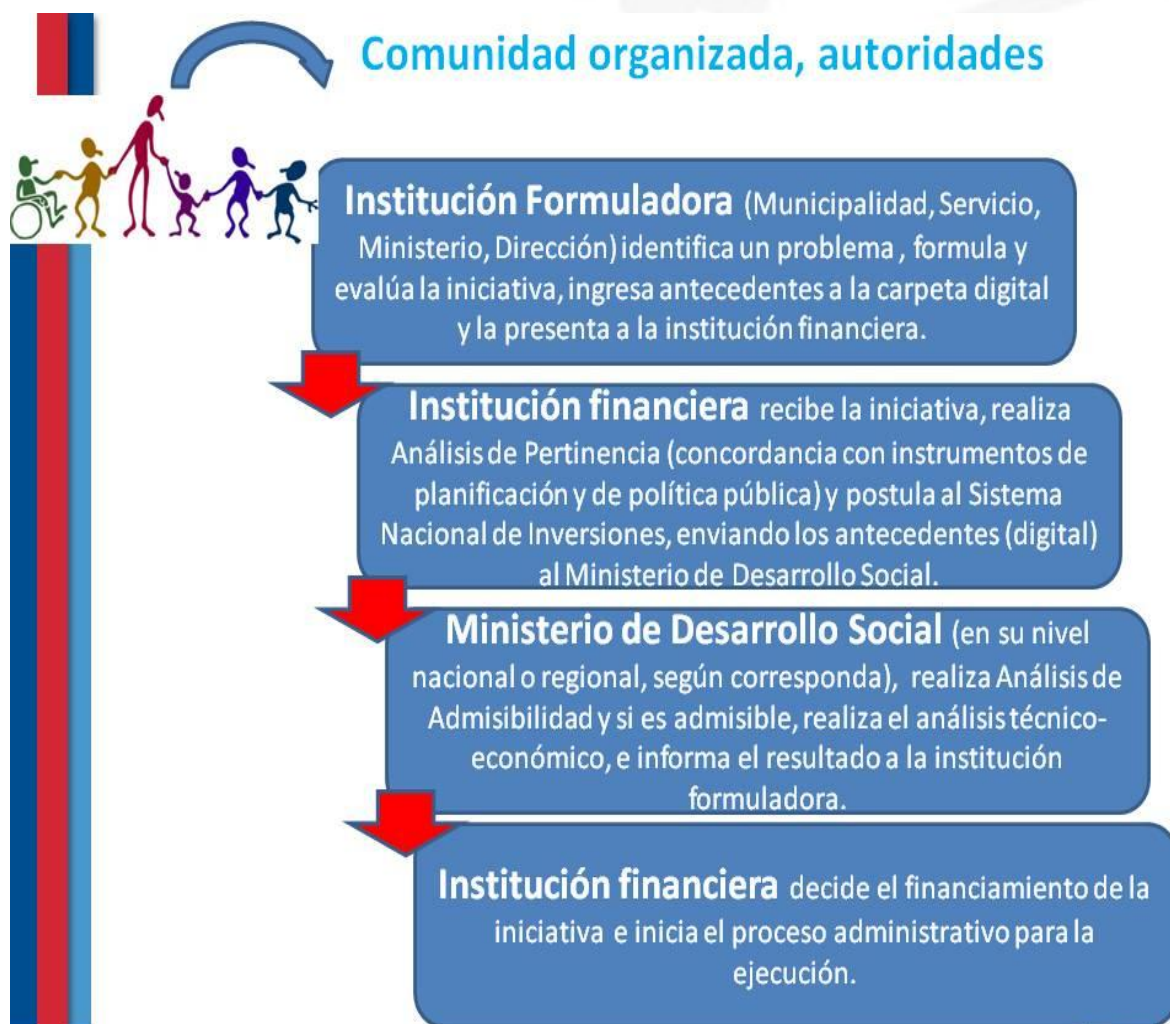 Comunidad organizada, autoridades
Institución Formuladora (Municipalidad, Servicio,
Ministerio, Dirección) identifica un problema , formula y
evalúa la iniciativa, ingresa antecedentes a la carpeta digital
y la presenta a la institución financiera.
Institución financiera recibe la iniciativa, realiza
Análisis de Pertinencia (concordancia con instrumentos de
planificación y de política pública) y postula al Sistema
Nacional de Inversiones, enviando los antecedentes (digital)
al Ministerio de Desarrollo Social.
Ministerio de Desarrollo Social (en su nivel
nacional o regional, según corresponda), realiza Análisis de
Admisibilidad y si es admisible, realiza el análisis técnico-
económico, e informa el resultado a la institución
formuladora.
Institución financiera decide el financiamiento de la
iniciativa e inicia el proceso administrativo para la
ejecución.